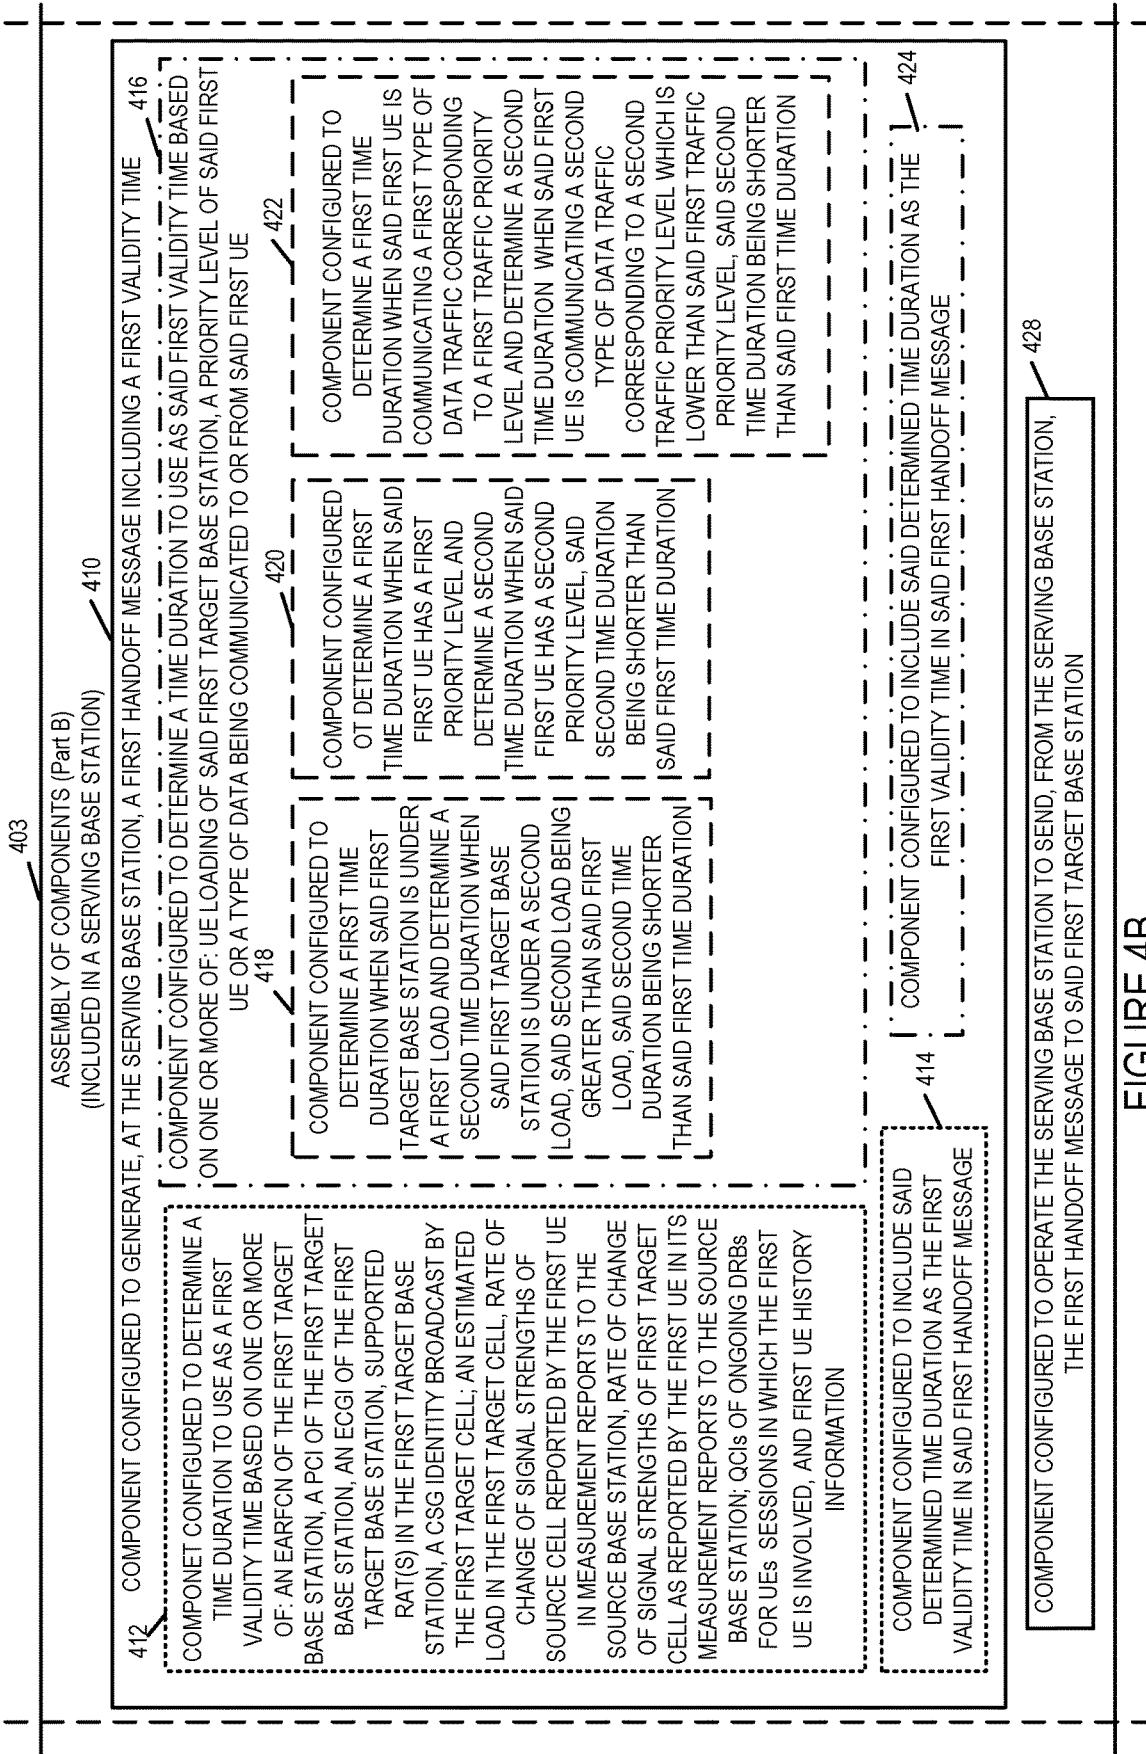 403
ASSEMBLY OF COMPONENTS (Part B)
(INCLUDED IN A SERVING BASE STATION)
410
COMPONENT CONFIGURED TO GENERATE, AT THE SERVING BASE STATION, A FIRST HANDOFF MESSAGE INCLUDING A FIRST VALIDITY TIME
412
COMPONET CONFIGURED TO DETERMINE A
TIME DURATION TO USE AS A FIRST
VALIDITY TIME BASED ON ONE OR MORE
OF: AN EARFCN OF THE FIRST TARGET
BASE STATION, A PCI OF THE FIRST TARGET
BASE STATION, AN ECGI OF THE FIRST
TARGET BASE STATION, SUPPORTED
RAT(S) IN THE FIRST TARGET BASE
STATION, A CSG IDENTITY BROADCAST BY
THE FIRST TARGET CELL; AN ESTIMATED
LOAD IN THE FIRST TARGET CELL, RATE OF
CHANGE OF SIGNAL STRENGTHS OF
SOURCE CELL REPORTED BY THE FIRST UE
IN MEASUREMENT REPORTS TO THE
SOURCE BASE STATION, RATE OF CHANGE
OF SIGNAL STRENGTHS OF FIRST TARGET
CELL AS REPORTED BY THE FIRST UE IN ITS
MEASUREMENT REPORTS TO THE SOURCE
BASE STATION; QCIs OF ONGOING DRBs
FOR UEs SESSIONS IN WHICH THE FIRST
UE IS INVOLVED, AND FIRST UE HISTORY
INFORMATION
416
COMPONENT CONFIGURED TO DETERMINE A TIME DURATION TO USE AS SAID FIRST VALIDITY TIME BASED
ON ONE OR MORE OF: UE LOADING OF SAID FIRST TARGET BASE STATION, A PRIORITY LEVEL OF SAID FIRST
UE OR A TYPE OF DATA BEING COMMUNICATED TO OR FROM SAID FIRST UE
418
COMPONENT CONFIGURED TO
DETERMINE A FIRST TIME
DURATION WHEN SAID FIRST
TARGET BASE STATION IS UNDER
A FIRST LOAD AND DETERMINE A
SECOND TIME DURATION WHEN
SAID FIRST TARGET BASE
STATION IS UNDER A SECOND
LOAD, SAID SECOND LOAD BEING
GREATER THAN SAID FIRST
LOAD, SAID SECOND TIME
DURATION BEING SHORTER
THAN SAID FIRST TIME DURATION
420
COMPONENT CONFIGURED
OT DETERMINE A FIRST
TIME DURATION WHEN SAID
FIRST UE HAS A FIRST
PRIORITY LEVEL AND
DETERMINE A SECOND
TIME DURATION WHEN SAID
FIRST UE HAS A SECOND
PRIORITY LEVEL, SAID
SECOND TIME DURATION
BEING SHORTER THAN
SAID FIRST TIME DURATION
422
COMPONENT CONFIGURED TO
DETERMINE A FIRST TIME
DURATION WHEN SAID FIRST UE IS
COMMUNICATING A FIRST TYPE OF
DATA TRAFFIC CORRESPONDING
TO A FIRST TRAFFIC PRIORITY
LEVEL AND DETERMINE A SECOND
TIME DURATION WHEN SAID FIRST
UE IS COMMUNICATING A SECOND
TYPE OF DATA TRAFFIC
CORRESPONDING TO A SECOND
TRAFFIC PRIORITY LEVEL WHICH IS
LOWER THAN SAID FIRST TRAFFIC
PRIORITY LEVEL, SAID SECOND
TIME DURATION BEING SHORTER
THAN SAID FIRST TIME DURATION
414
COMPONENT CONFIGURED TO INCLUDE SAID
DETERMINED TIME DURATION AS THE FIRST
VALIDITY TIME IN SAID FIRST HANDOFF MESSAGE
424
COMPONENT CONFIGURED TO INCLUDE SAID DETERMINED TIME DURATION AS THE
FIRST VALIDITY TIME IN SAID FIRST HANDOFF MESSAGE
428
COMPONENT CONFIGURED TO OPERATE THE SERVING BASE STATION TO SEND, FROM THE SERVING BASE STATION,
THE FIRST HANDOFF MESSAGE TO SAID FIRST TARGET BASE STATION
FIGURE 4B